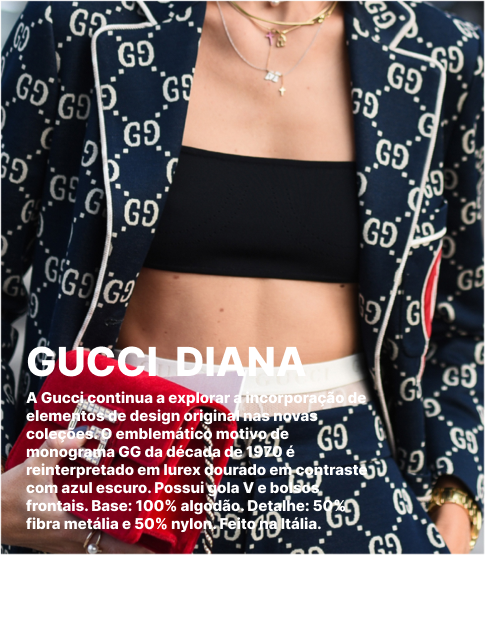 GUCCI DIANA
A Gucci continua a explorar a incorporação de
elementos de design original nas novas
coleções. O emblemático motivo de
monograma GG da década de 1970 é
reinterpretado em lurex dourado em contraste
com azul escuro. Possui gola V e bolsos
frontais. Base: 100% algodão. Detalhe: 50%
fibra metália e 50% nylon. Feito na Itália.